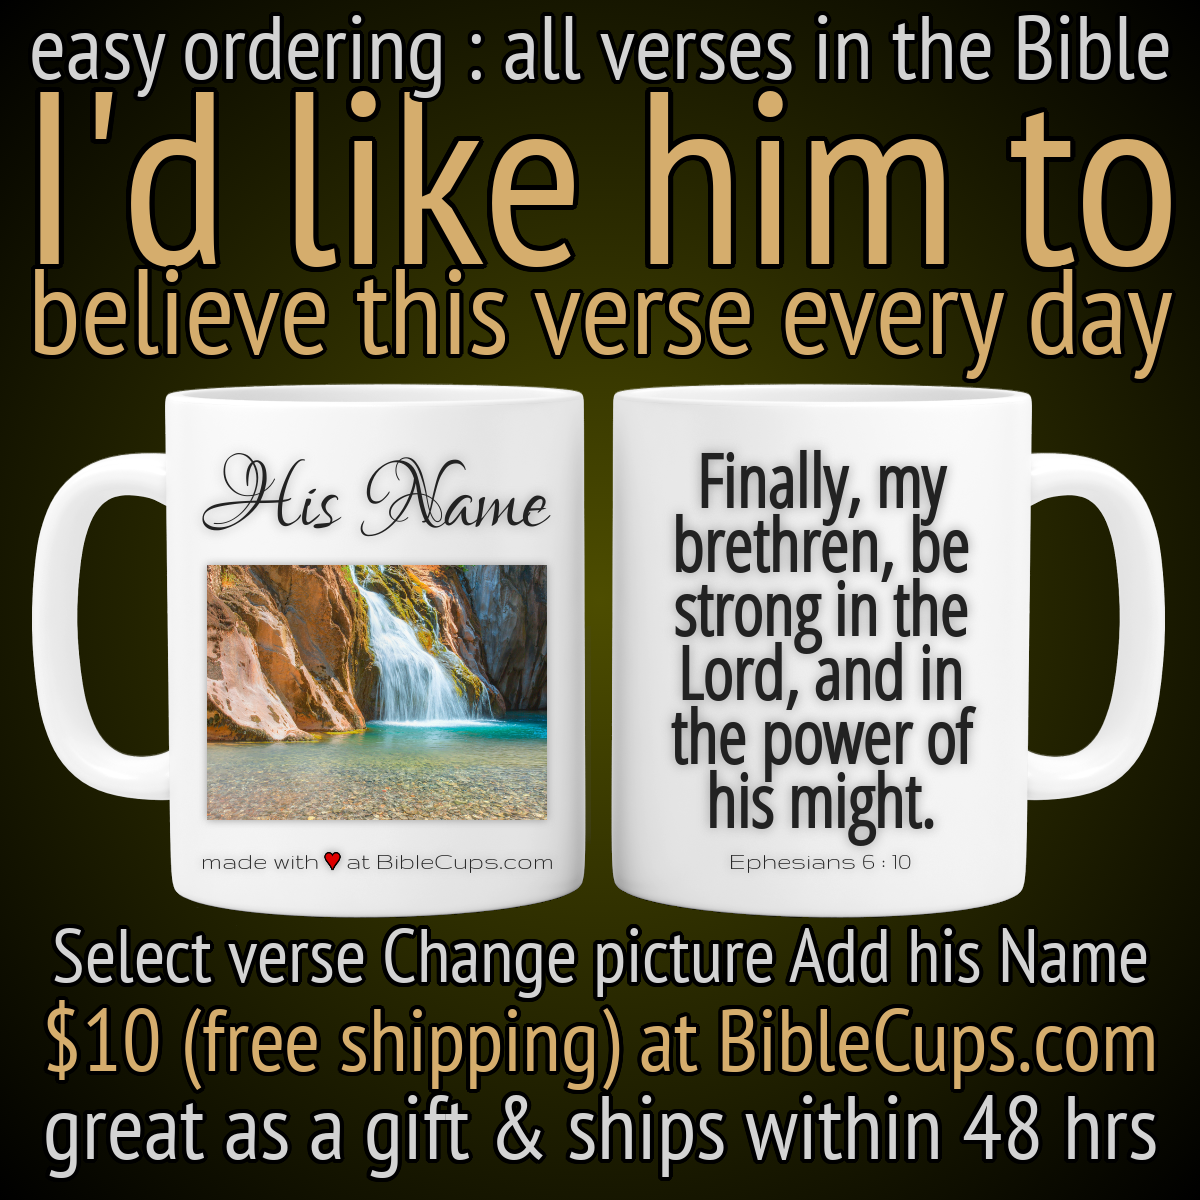 easy ordering : all verses in the Bible
I'd like him to
believe this verse every day
His Name
made with ❤ at BibleCups.com
Finally, my
brethren, be
strong in the
Lord, and in
the power of
his might.
Ephesians 6 : 10
Select verse Change picture Add his Name
$10 (free shipping) at BibleCups.com
great as a gift & ships within 48 hrs